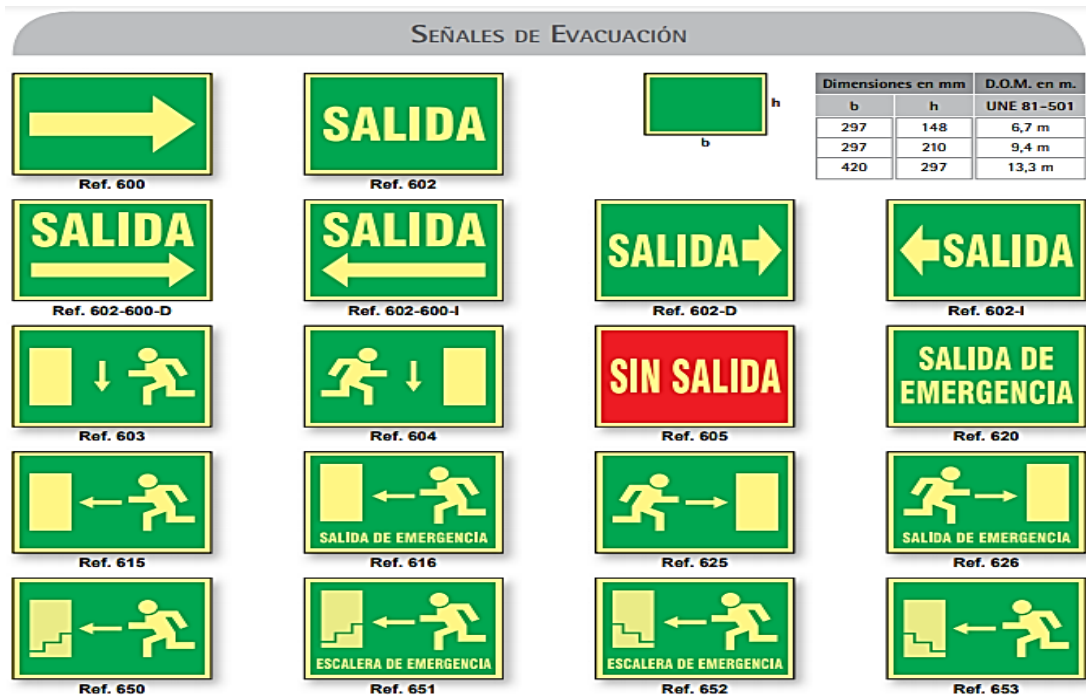 SEÑALES DE EVACUACIÓN
SALIDA
h
b
Dimensiones en mm D.O.M. en m.
b h UNE 81-501
297 148 6,7 m
297 210 9,4 m
420 297 13,3 m
Ref. 600 Ref. 602
SALIDA SALIDA SALIDA SALIDA
Ref. 602-600-D Ref. 602-600-I Ref. 602-D Ref. 602-I
SIN SALIDA
SALIDA DE
EMERGENCIA
Ref. 603 Ref. 604 Ref. 605 Ref. 620
SALIDA DE EMERGENCIA SALIDA DE EMERGENCIA
Ref. 615 Ref. 616 Ref. 625 Ref. 626
ESCALERA DE EMERGENCIA ESCALERA DE EMERGENCIA
Ref. 650 Ref. 651 Ref. 652 Ref. 653